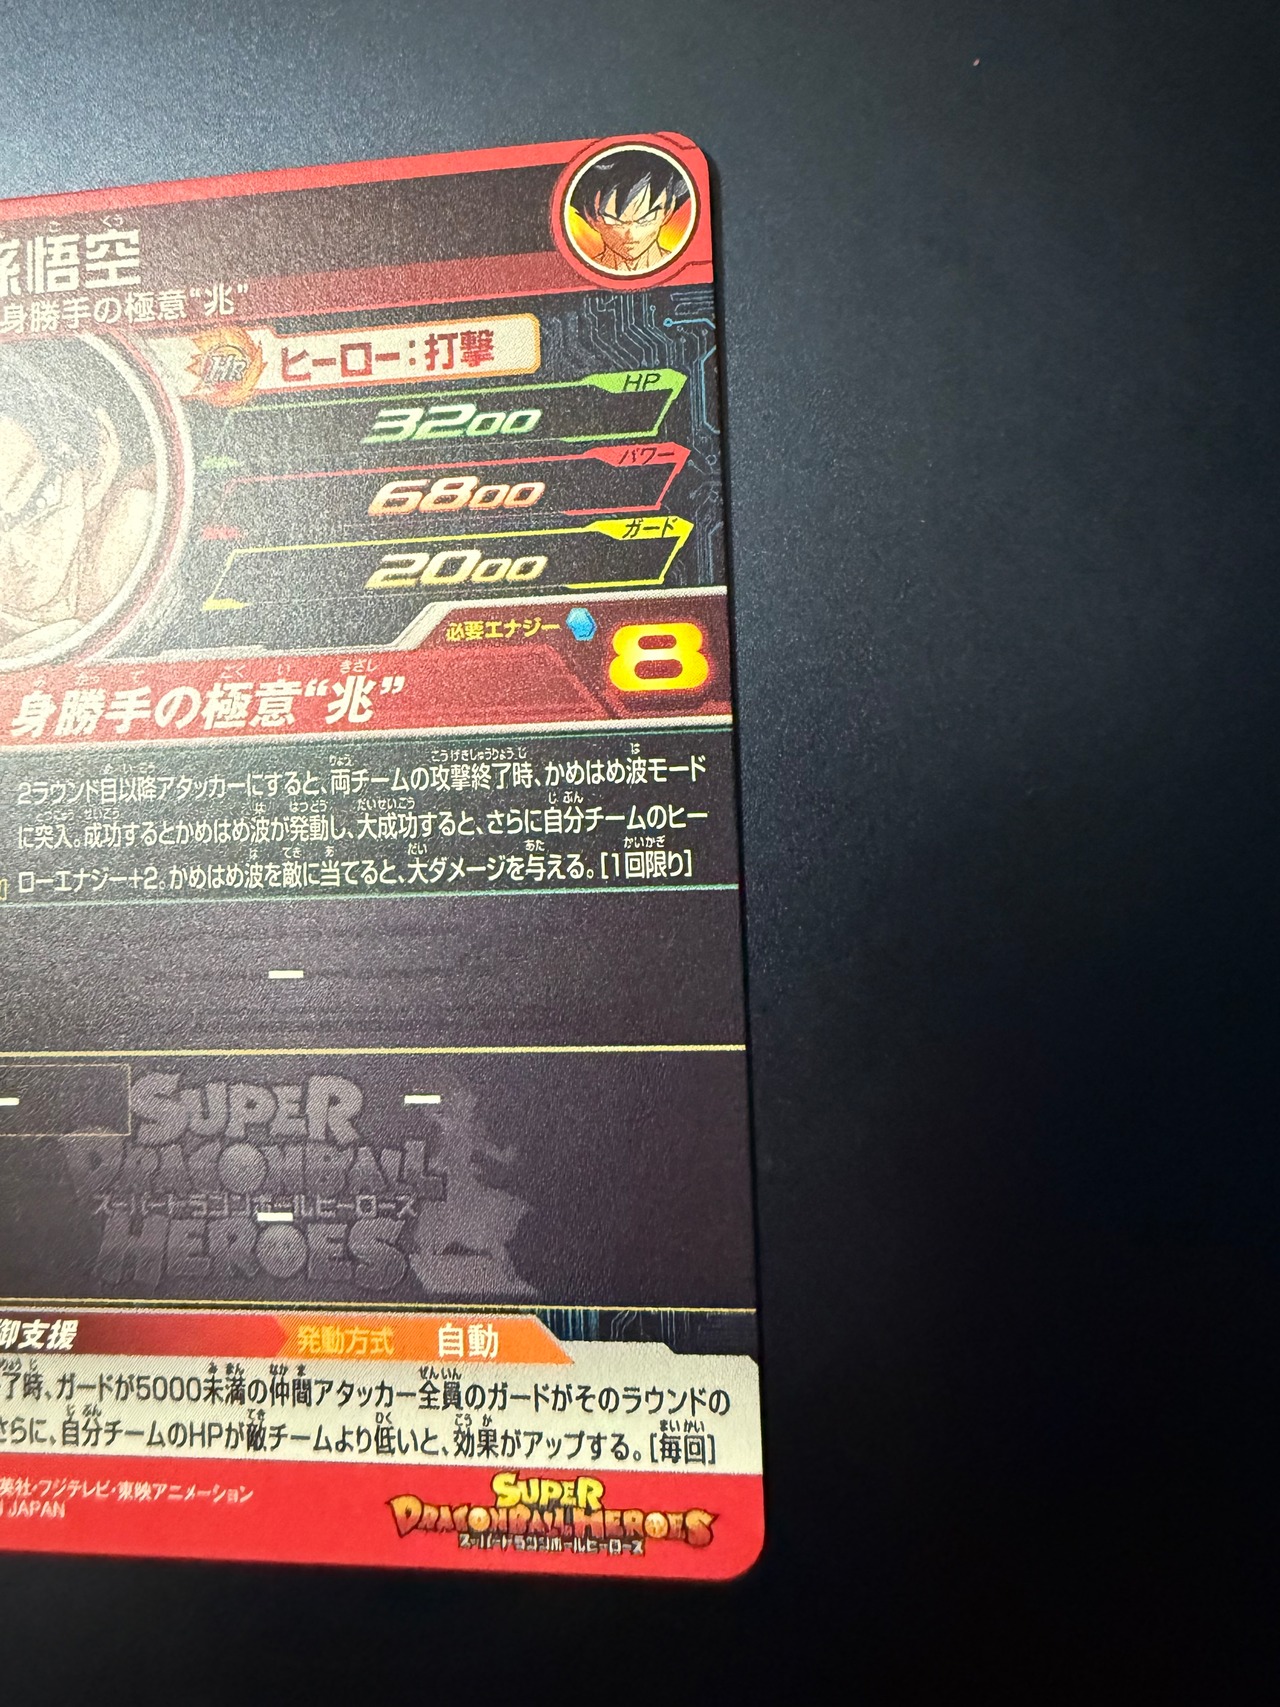 孫悟空
身勝手の極意“兆”
HR ヒーロー：打撃
HP
3200
パワー
6800
ガード
2000
必要エナジー
8
身勝手の極意“兆”
2ラウンド目以降アタッカーにすると、両チームの攻撃終了時、かめはめ波モード
に突入。成功するとかめはめ波が発動し、大成功すると、さらに自分チームのヒー
ローエナジー+2。かめはめ波を敵に当てると、大ダメージを与える。[1回限り]
SUPER
DRAGONBALL
スーパードラゴンボールヒーローズ
HEROES
御支援
発動方式 自動
了時、ガードが5000未満の仲間アタッカー全員のガードがそのラウンドの
さらに、自分チームのHPが敵チームより低いと、効果がアップする。[毎回]
英社・フジテレビ・東映アニメーション
JAPAN
SUPER
DRAGONBALL HEROES
スーパードラゴンボールヒーローズ